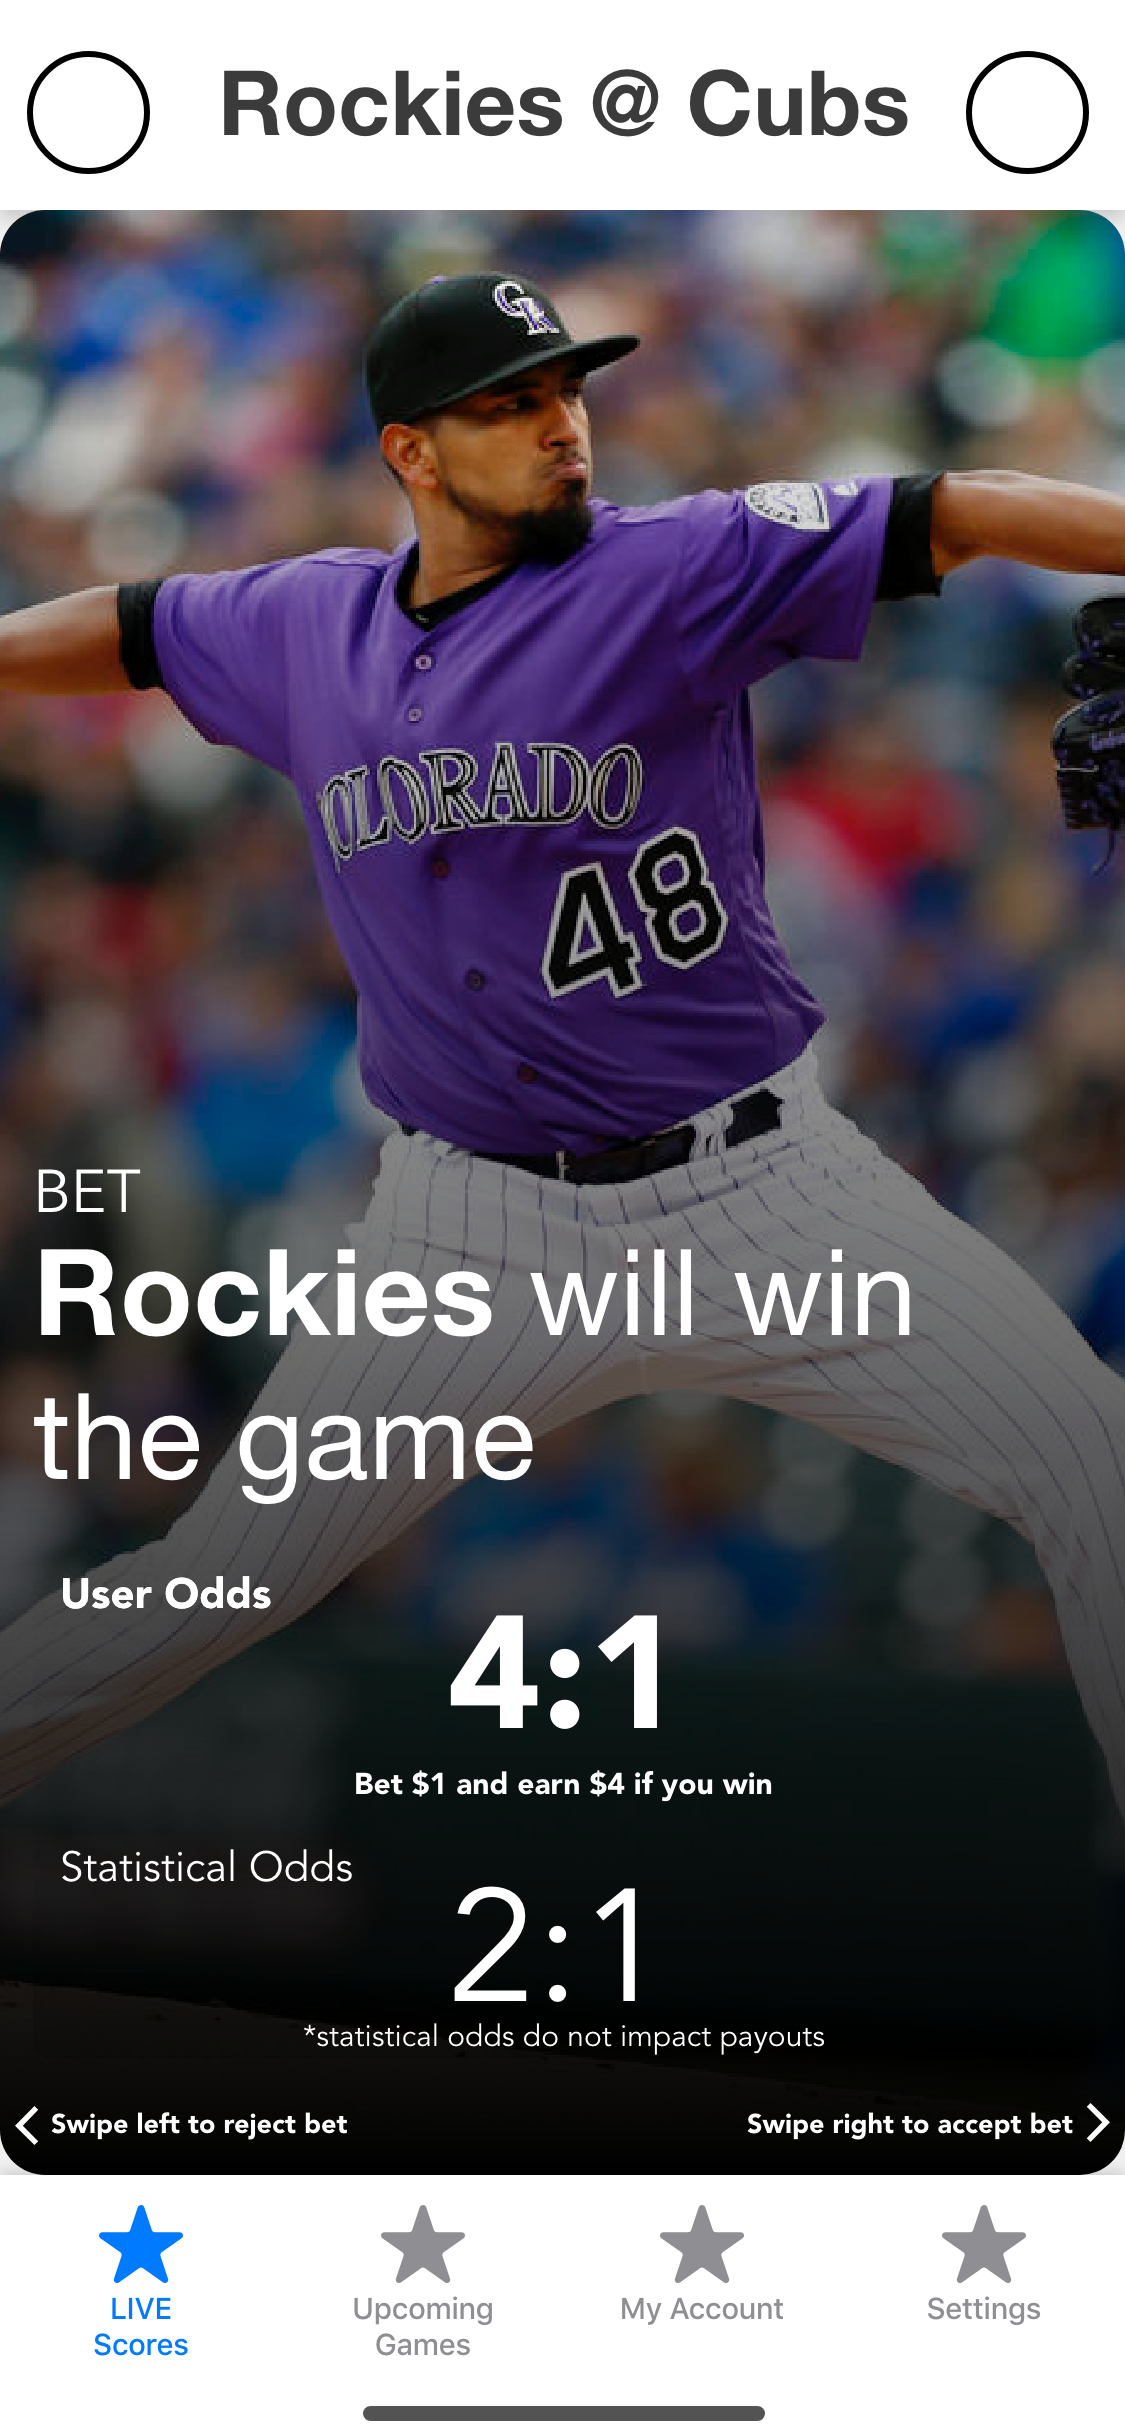 Rockies @ Cubs
CR
COLORADO
48
BET
Rockies will win
the game
User Odds
4:1
Bet $1 and earn $4 if you win
Statistical Odds
2:1
*statistical odds do not impact payouts
Swipe left to reject bet
Swipe right to accept bet
LIVE
Scores
Upcoming
Games
My Account
Settings